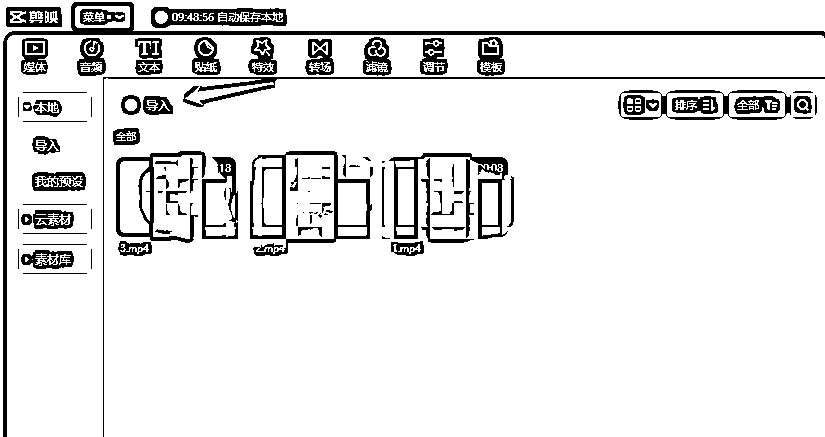 剪映 菜单 09:48:56 自动保存本地
媒体 音频 文本 贴纸 特效 转场 滤镜 调节 模板
本地 导入 排序 全部
全部
导入
我的预设
云素材
3.mp4 2.mp4 1.mp4
素材库